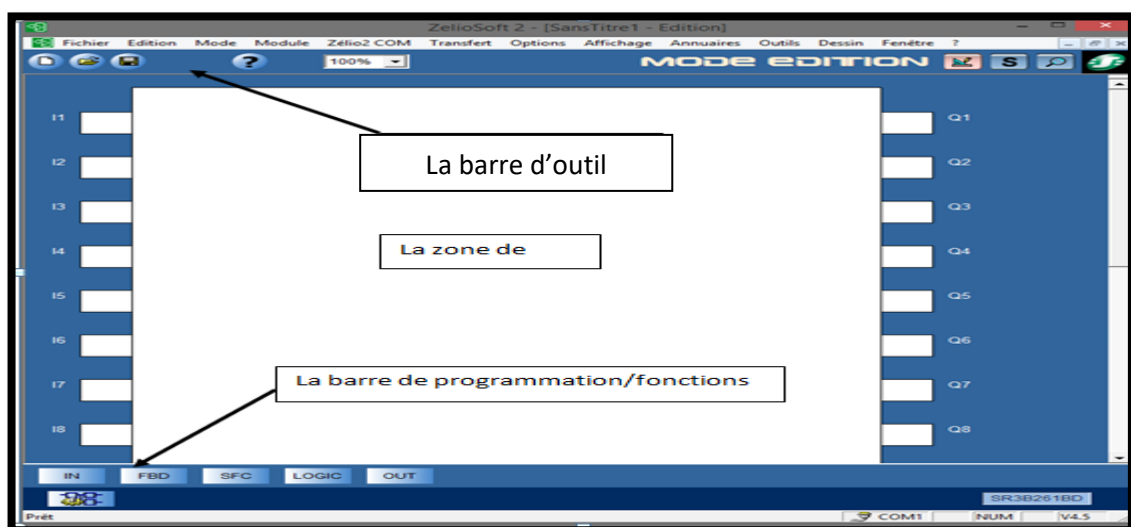 ZelioSoft 2 - [SansTitre1 - Edition]
Fichier Edition Mode Module Zélio2 COM Transfert Options Affichage Annuaires Outils Dessin Fenêtre ?
? 100% MODE EDITION S
I1 Q1
La barre d’outil
I2 Q2
I3 Q3
La zone de
I4 Q4
I5 Q5
I6 Q6
La barre de programmation/fonctions
I7 Q7
I8 Q8
IN FBD SFC LOGIC OUT
SR3B261BD
Prêt COM1 NUM V4.5